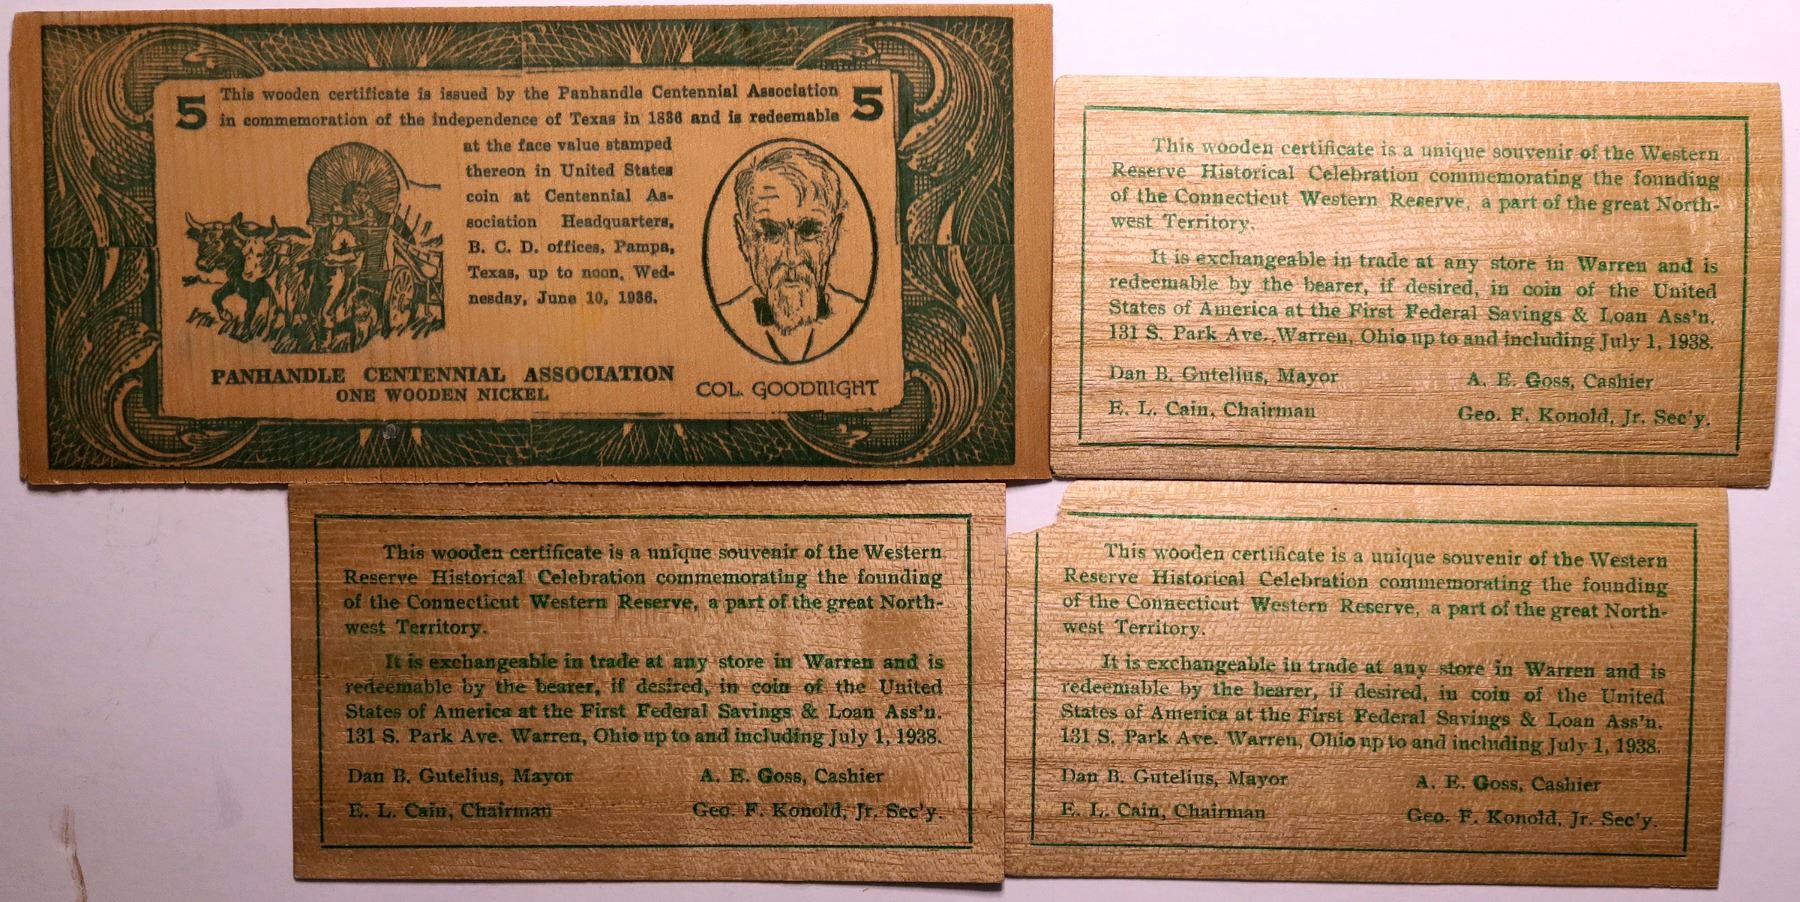 5 This wooden certificate is issued by the Panhandle Centennial Association 5
in commemoration of the independence of Texas in 1836 and is redeemable
at the face value stamped
thereon in United States
coin at Centennial As-
sociation Headquarters,
B. C. D. offices, Pampa,
Texas, up to noon, Wed-
nesday, June 10, 1936.
PANHANDLE CENTENNIAL ASSOCIATION
ONE WOODEN NICKEL
COL. GOODNIGHT
This wooden certificate is a unique souvenir of the Western
Reserve Historical Celebration commemorating the founding
of the Connecticut Western Reserve, a part of the great North-
west Territory.
It is exchangeable in trade at any store in Warren and is
redeemable by the bearer, if desired, in coin of the United
States of America at the First Federal Savings & Loan Ass'n.
131 S. Park Ave. Warren, Ohio up to and including July 1, 1938.
Dan B. Gutelius, Mayor A. E. Goss, Cashier
E. L. Cain, Chairman Geo. F. Konold, Jr. Sec'y.
This wooden certificate is a unique souvenir of the Western
Reserve Historical Celebration commemorating the founding
of the Connecticut Western Reserve, a part of the great North-
west Territory.
It is exchangeable in trade at any store in Warren and is
redeemable by the bearer, if desired, in coin of the United
States of America at the First Federal Savings & Loan Ass'n.
131 S. Park Ave. Warren, Ohio up to and including July 1, 1938.
Dan B. Gutelius, Mayor A. E. Goss, Cashier
E. L. Cain, Chairman Geo. F. Konold, Jr. Sec'y.
This wooden certificate is a unique souvenir of the Western
Reserve Historical Celebration commemorating the founding
of the Connecticut Western Reserve, a part of the great North-
west Territory.
It is exchangeable in trade at any store in Warren and is
redeemable by the bearer, if desired, in coin of the United
States of America at the First Federal Savings & Loan Ass'n.
131 S. Park Ave. Warren, Ohio up to and including July 1, 1938.
Dan B. Gutelius, Mayor A. E. Goss, Cashier
E. L. Cain, Chairman Geo. F. Konold, Jr. Sec'y.